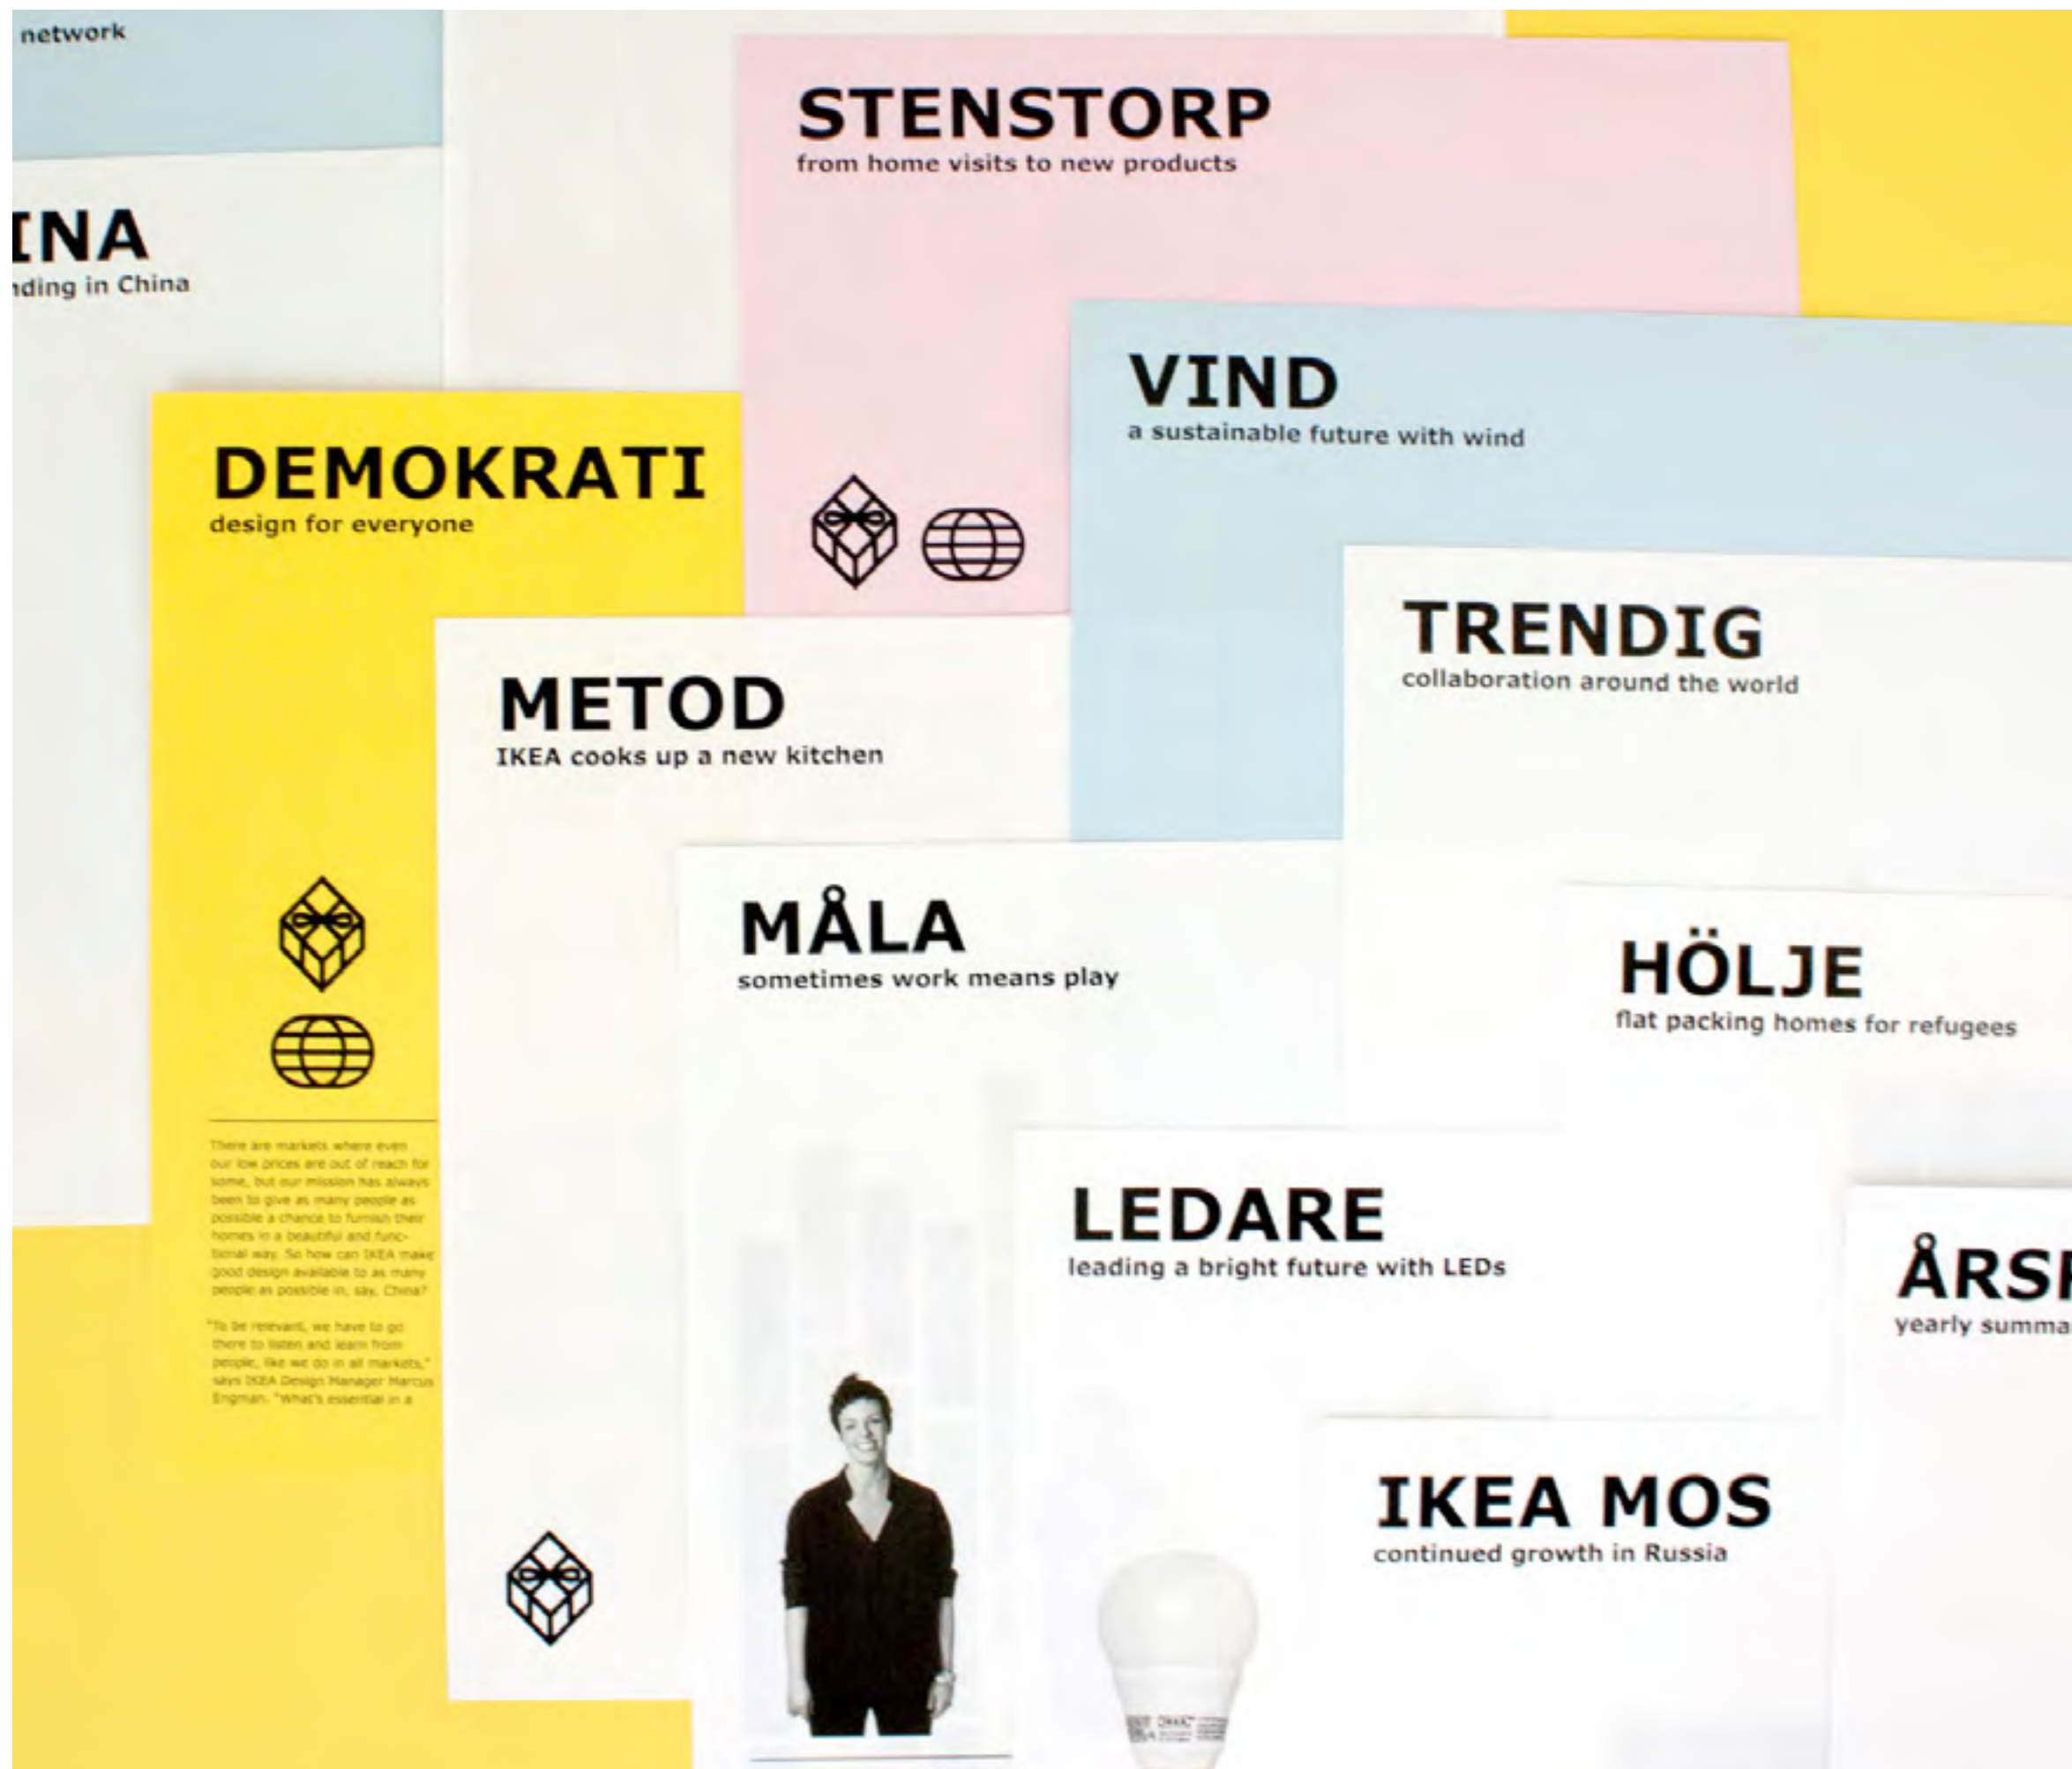 network
INA
nding in China
STENSTORP
from home visits to new products
VIND
a sustainable future with wind
DEMOKRATI
design for everyone
TRENDIG
collaboration around the world
METOD
IKEA cooks up a new kitchen
MÅLA
sometimes work means play
HÖLJE
flat packing homes for refugees
There are markets where even
our low prices are out of reach for
some, but our mission has always
been to give as many people as
possible a chance to furnish their
homes in a beautiful and func-
tional way. So how can IKEA make
good design available to as many
people as possible in, say, China?
"To be relevant, we have to go
there to listen and learn from
people, like we do in all markets,"
says IKEA Design Manager Marcus
Engman. "What's essential in a
LEDARE
leading a bright future with LEDs
ÅRS
yearly summa
IKEA MOS
continued growth in Russia